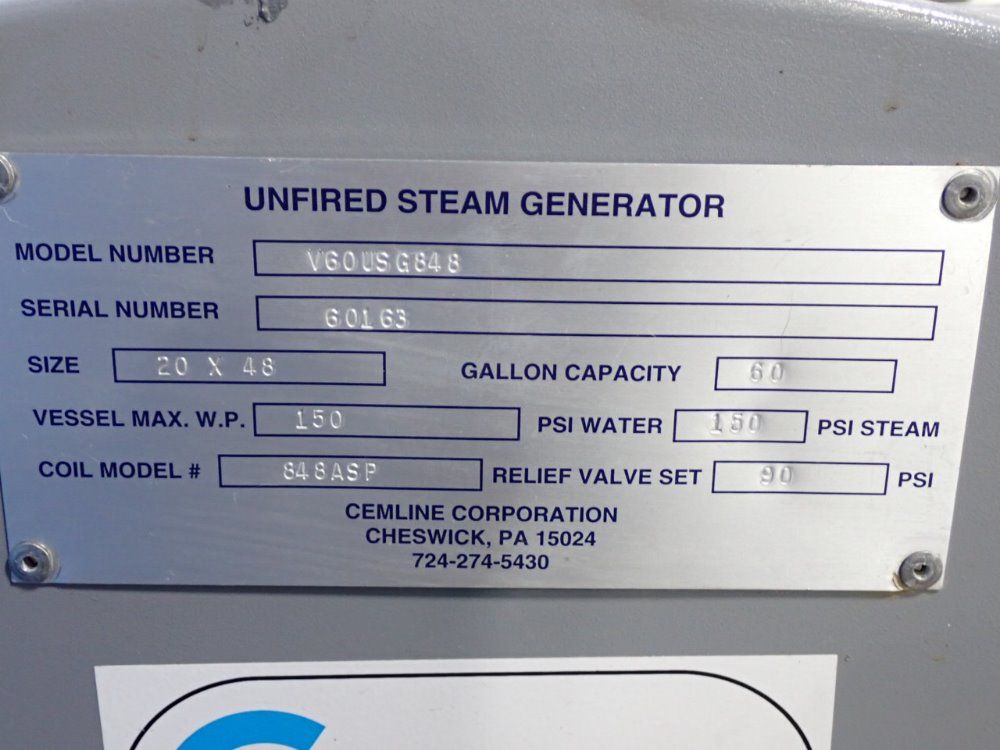 UNFIRED STEAM GENERATOR
MODEL NUMBER V60USG848
SERIAL NUMBER 60163
SIZE 20 X 48 GALLON CAPACITY 60
VESSEL MAX. W.P. 150 PSI WATER 150 PSI STEAM
COIL MODEL # 848ASP RELIEF VALVE SET 90 PSI
CEMLINE CORPORATION
CHESWICK, PA 15024
724-274-5430